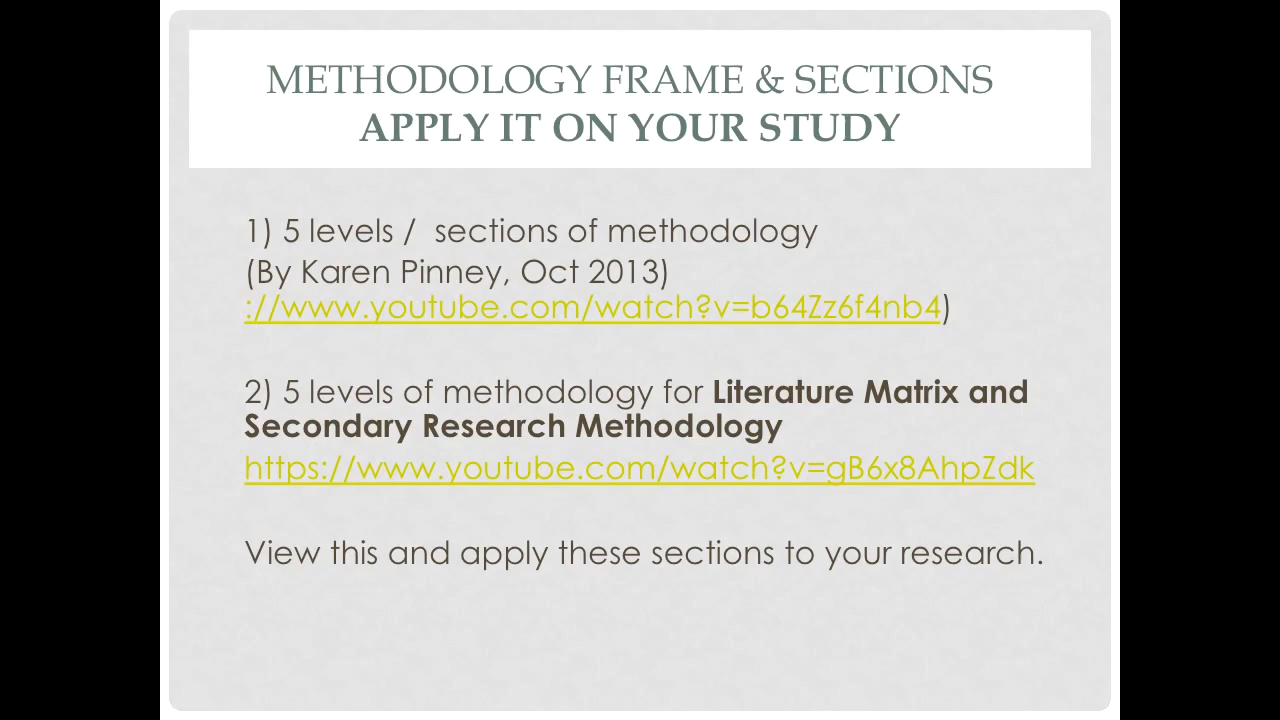 METHODOLOGY FRAME & SECTIONS
APPLY IT ON YOUR STUDY
1) 5 levels / sections of methodology
(By Karen Pinney, Oct 2013)
://www.youtube.com/watch?v=b64Zz6f4nb4)
2) 5 levels of methodology for Literature Matrix and
Secondary Research Methodology
https://www.youtube.com/watch?v=gB6x8AhpZdk
View this and apply these sections to your research.